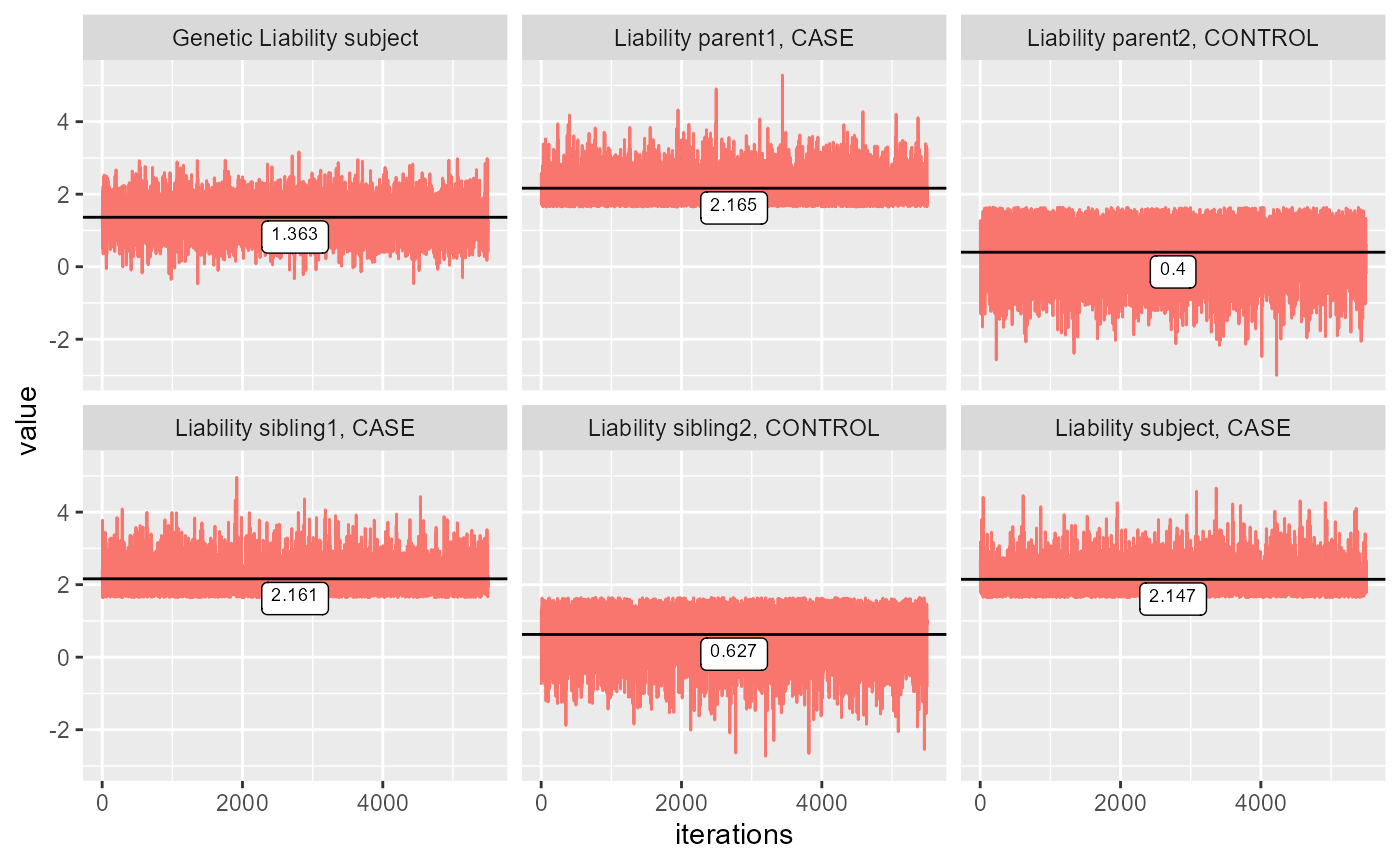 Genetic Liability subject
Liability parent1, CASE
Liability parent2, CONTROL
4
2
0
-2
1.363
2.165
0.4
value
Liability sibling1, CASE
Liability sibling2, CONTROL
Liability subject, CASE
4
2
0
-2
2.161
0.627
2.147
0 2000 4000
0 2000 4000
0 2000 4000
iterations